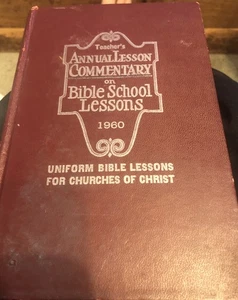 Teacher's
ANNUAL LESSON
COMMENTARY
on
Bible School
Lessons
1960
UNIFORM BIBLE LESSONS
FOR CHURCHES OF CHRIST